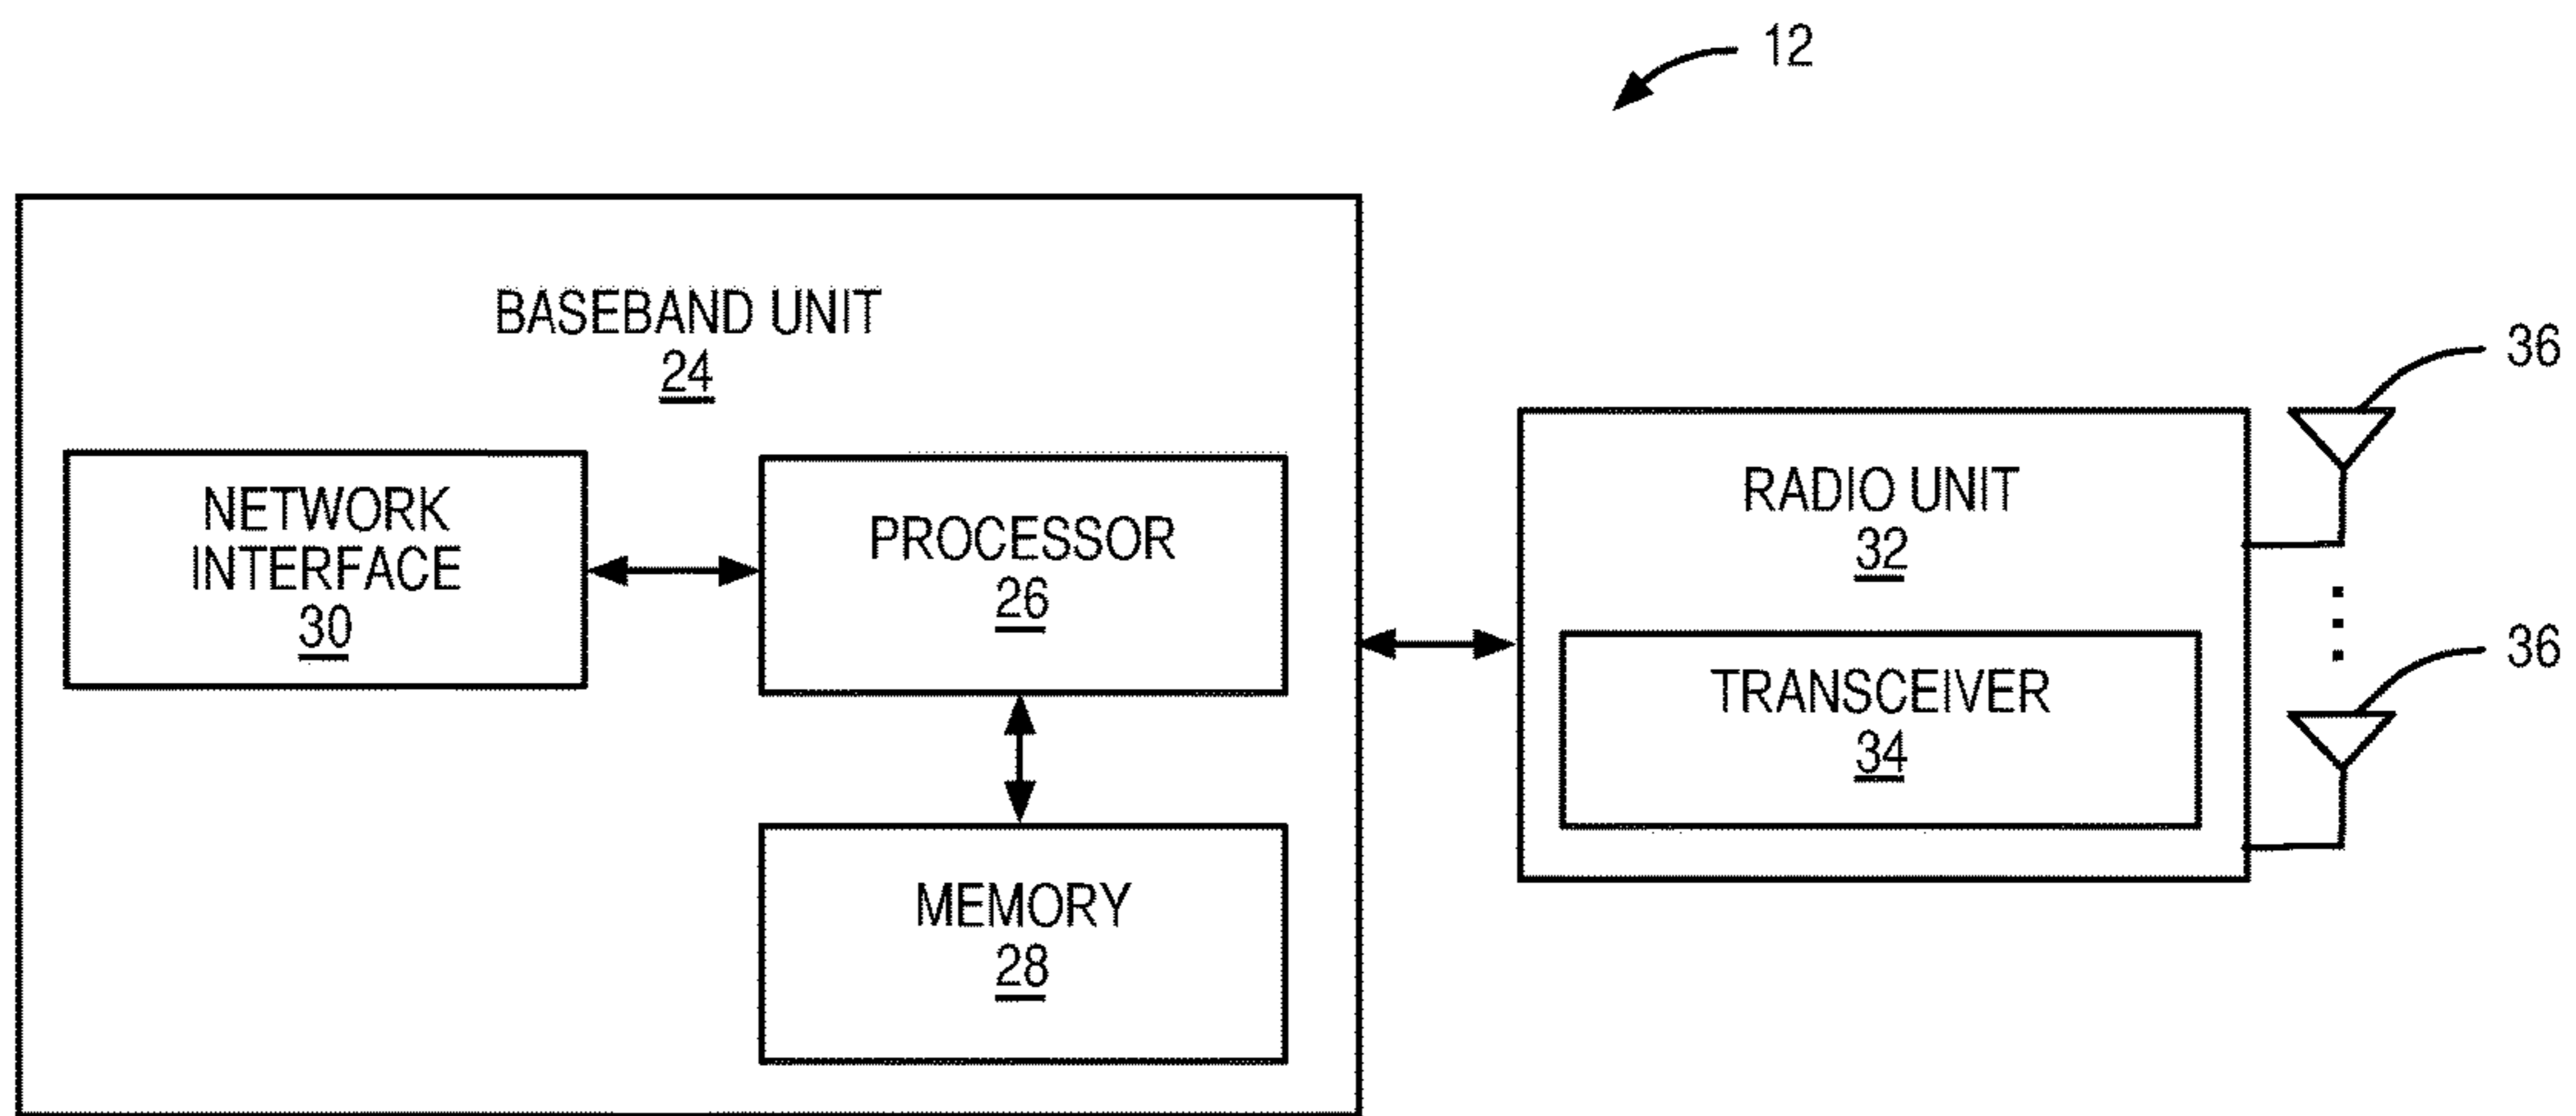 12
BASEBAND UNIT
24
NETWORK
INTERFACE
30
PROCESSOR
26
MEMORY
28
RADIO UNIT
32
TRANSCEIVER
34
36
36